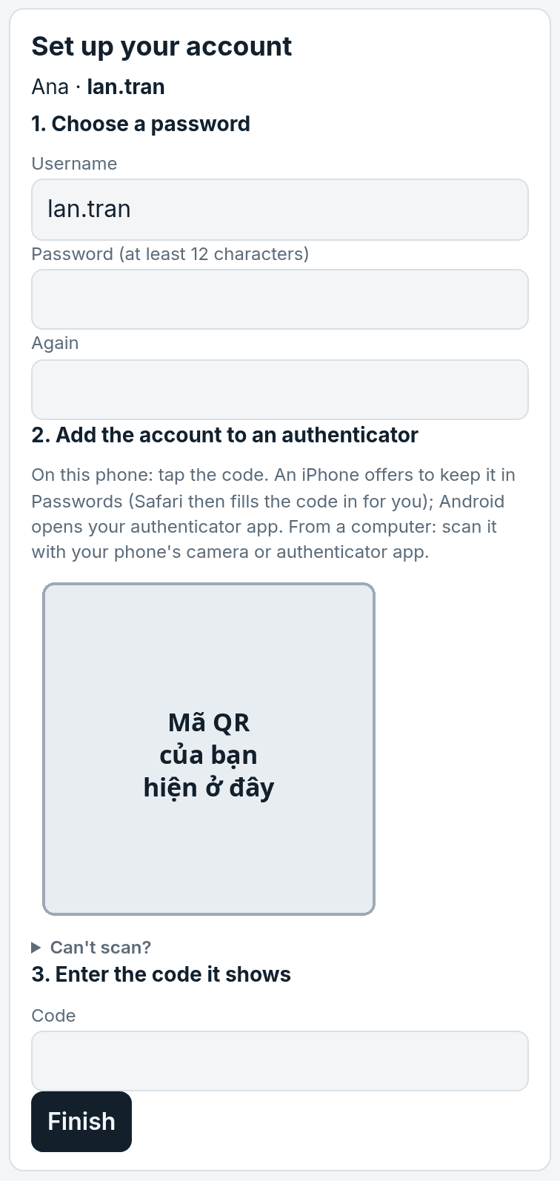 Set up your account
Ana · lan.tran
1. Choose a password
Username
lan.tran
Password (at least 12 characters)
Again
2. Add the account to an authenticator
On this phone: tap the code. An iPhone offers to keep it in
Passwords (Safari then fills the code in for you); Android
opens your authenticator app. From a computer: scan it
with your phone's camera or authenticator app.
Mã QR
của bạn
hiện ở đây
▶ Can't scan?
3. Enter the code it shows
Code
Finish